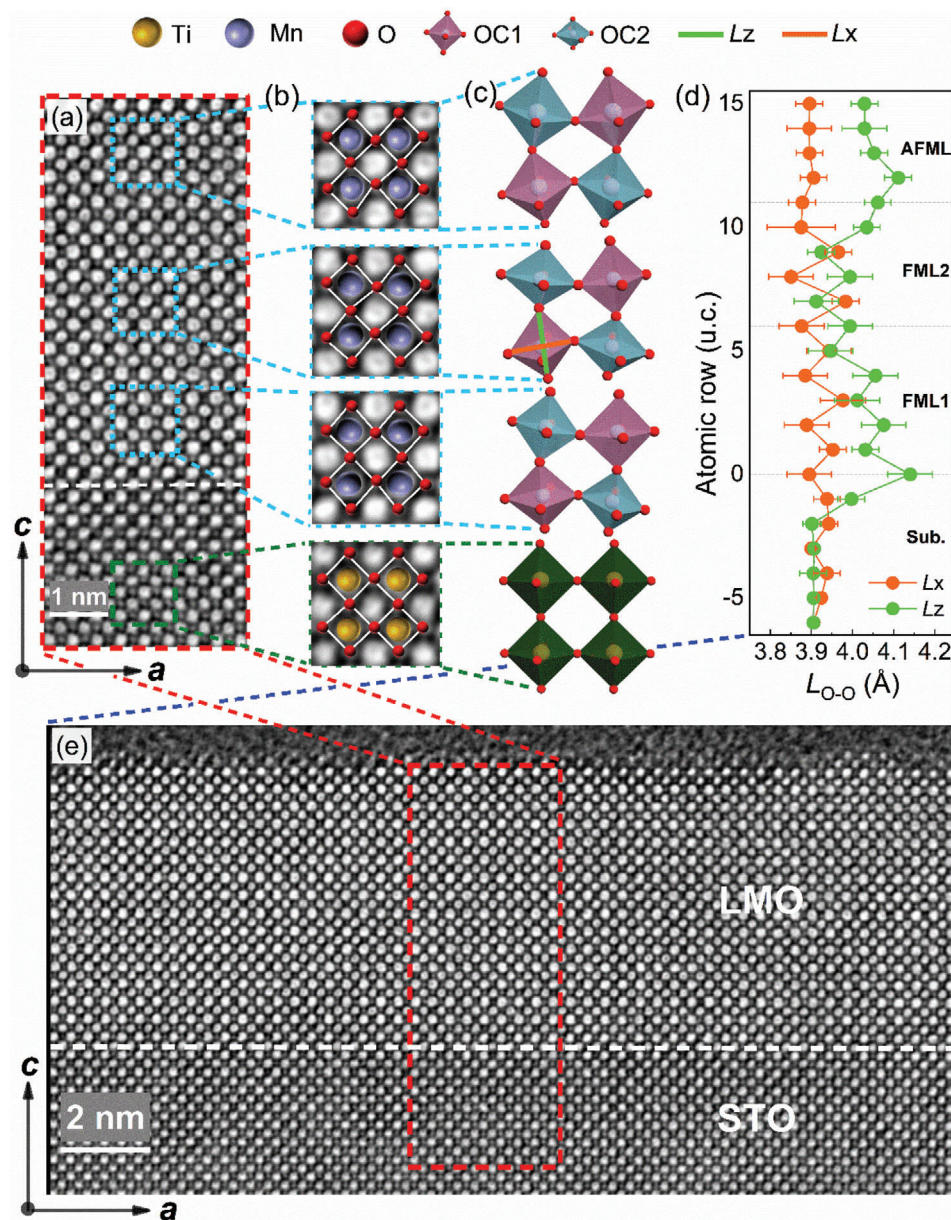 Ti Mn O OC1 OC2 Lz Lx
(a) (b) (c) (d)
15
10
5
0
-5
Atomic row (u.c.)
AFML
FML2
FML1
Sub.
Lx
Lz
3.8 3.9 4.0 4.1 4.2
L_O-O (Å)
c
1 nm
a
(e)
LMO
STO
c
2 nm
a